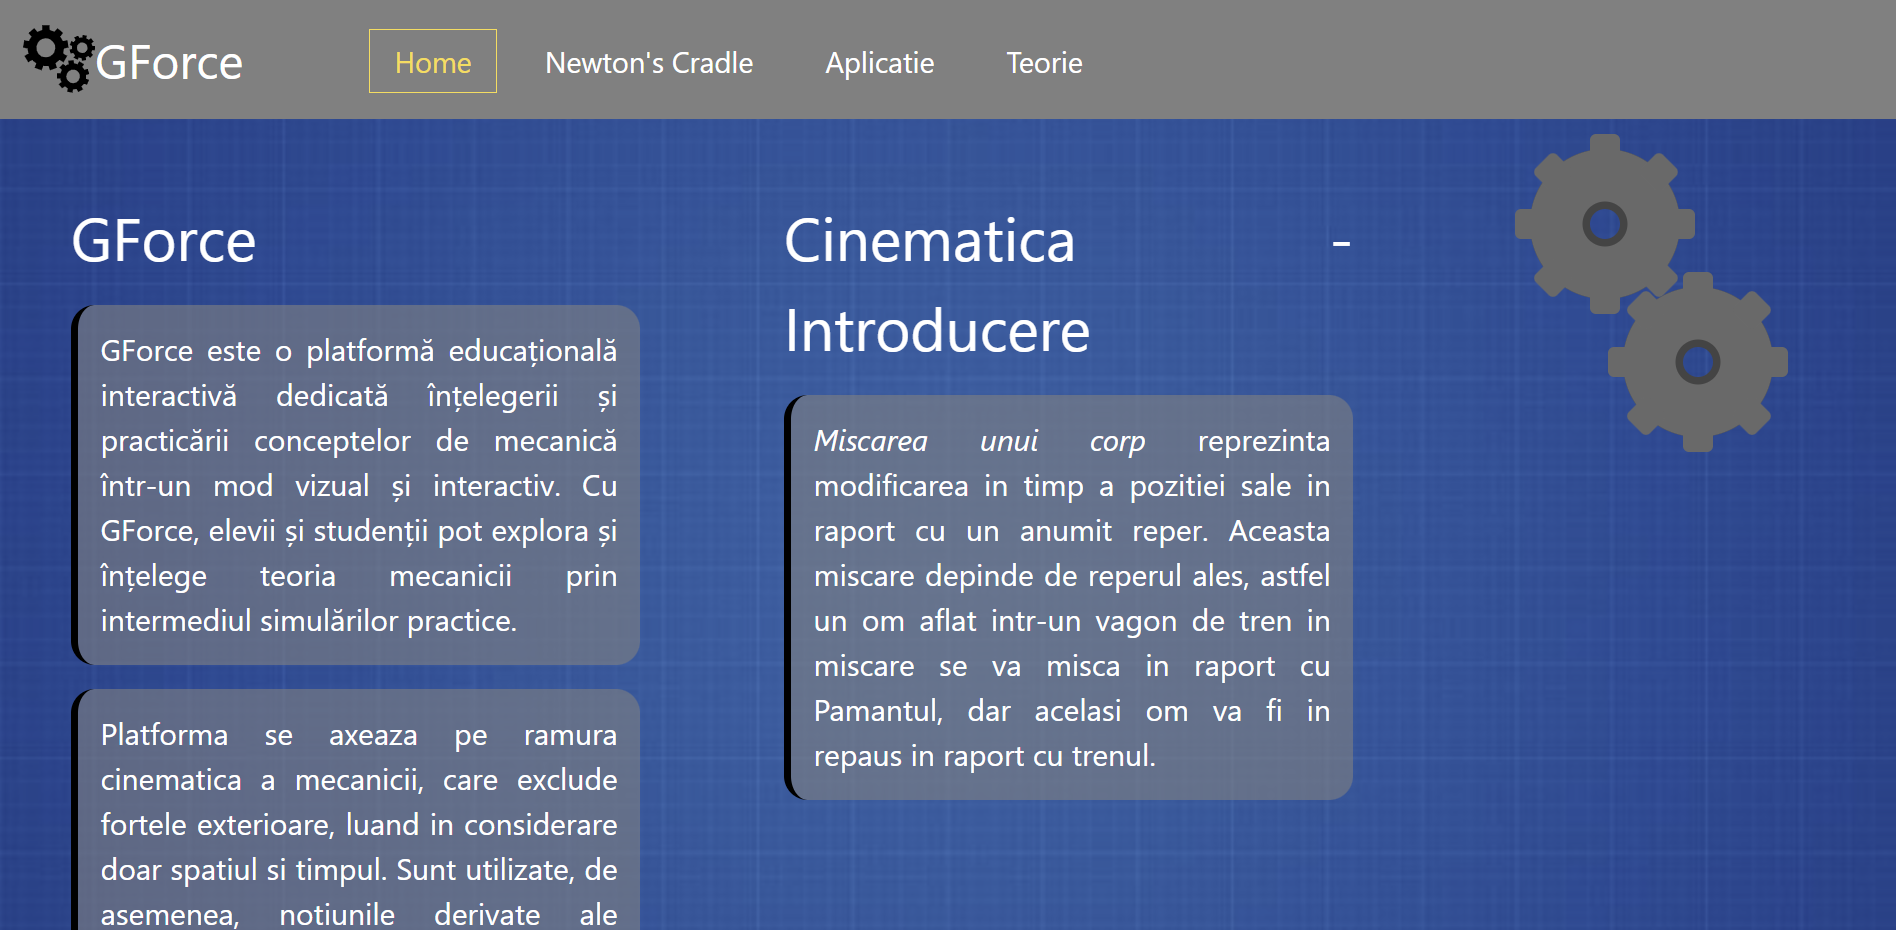 GForce
Home
Newton's Cradle
Aplicatie
Teorie
GForce
GForce este o platformă educațională
interactivă dedicată înțelegerii și
practicării conceptelor de mecanică
într-un mod vizual și interactiv. Cu
GForce, elevii și studenții pot explora și
înțelege teoria mecanicii prin
intermediul simulărilor practice.
Platforma se axeaza pe ramura
cinematica a mecanicii, care exclude
fortele exterioare, luand in considerare
doar spatiul si timpul. Sunt utilizate, de
asemenea, notiunile derivate ale
Cinematica -
Introducere
Miscarea unui corp reprezinta
modificarea in timp a pozitiei sale in
raport cu un anumit reper. Aceasta
miscare depinde de reperul ales, astfel
un om aflat intr-un vagon de tren in
miscare se va misca in raport cu
Pamantul, dar acelasi om va fi in
repaus in raport cu trenul.